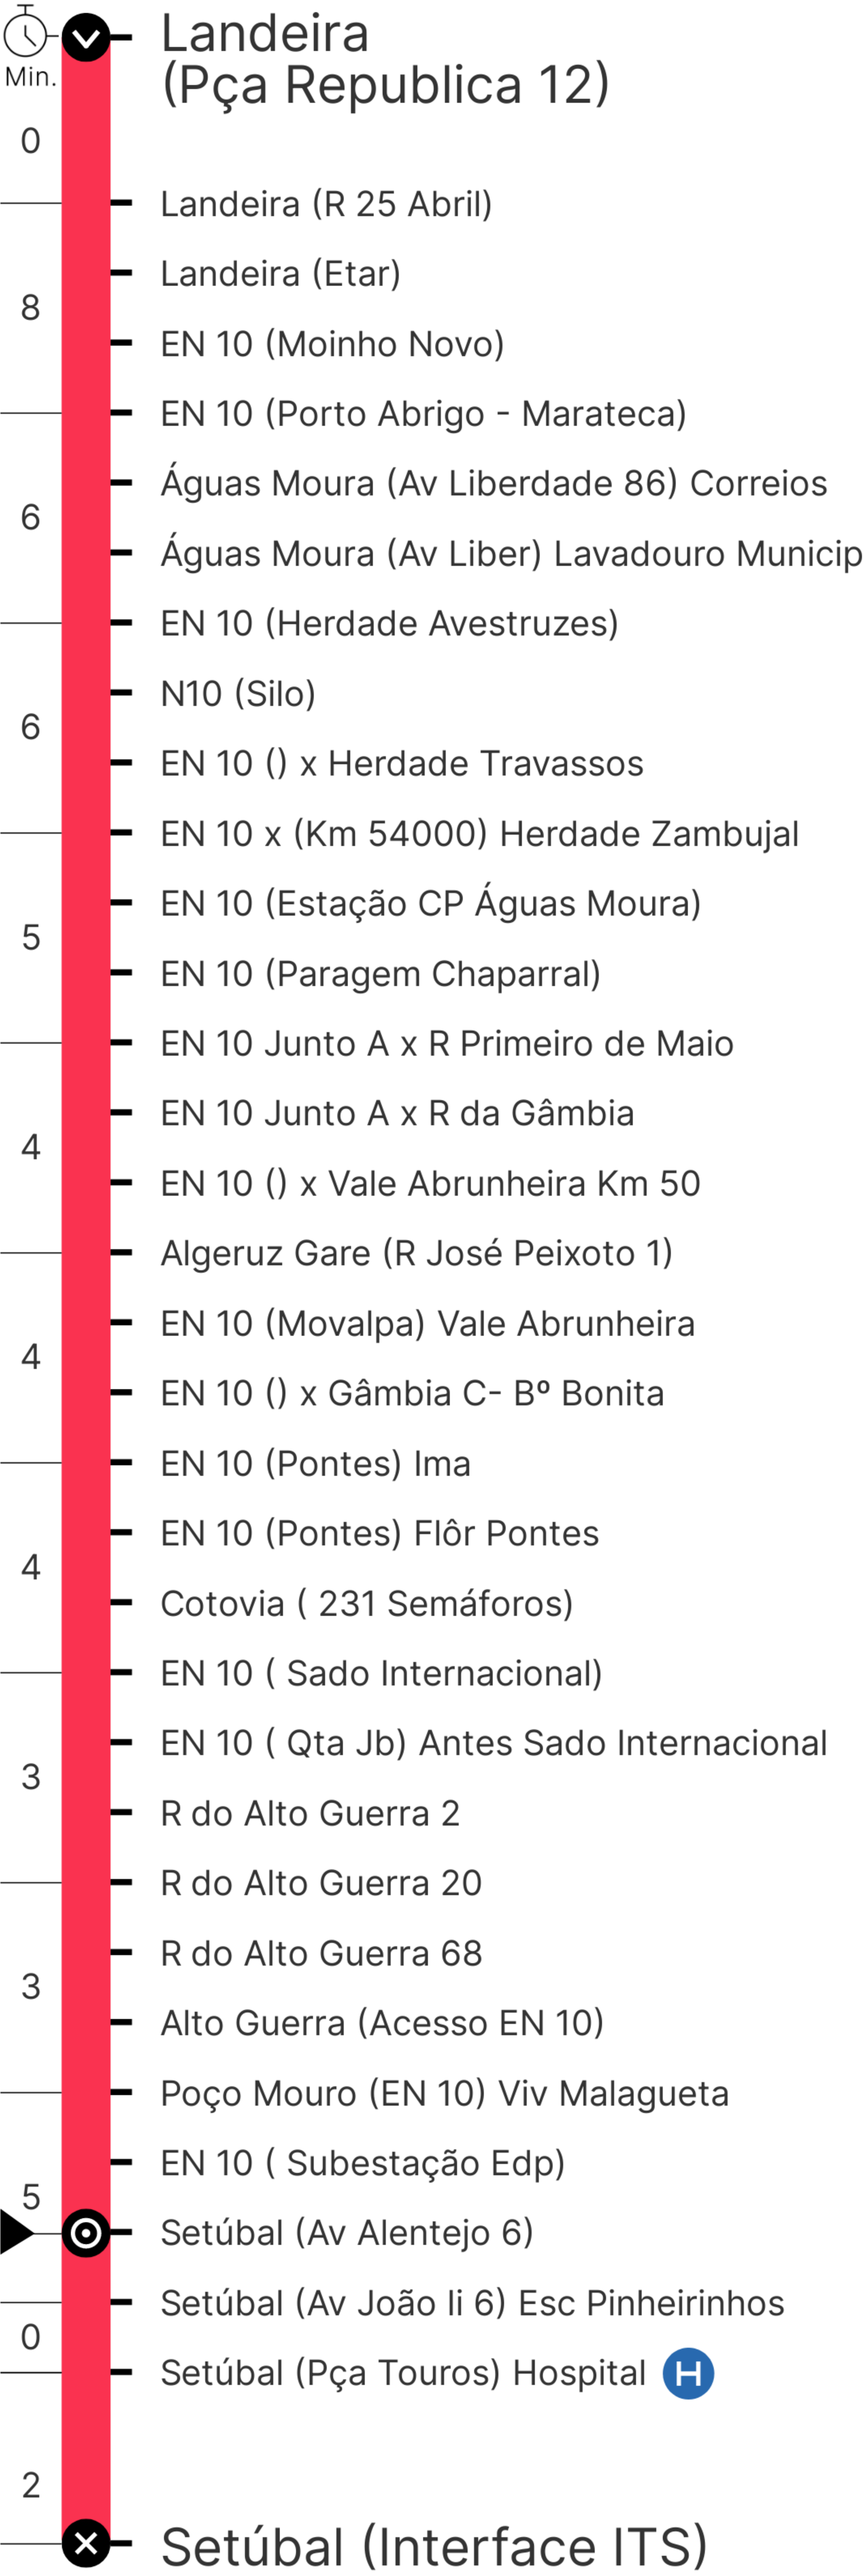 Landeira
(Pça Republica 12)
Min.
0
Landeira (R 25 Abril)
Landeira (Etar)
8
EN 10 (Moinho Novo)
EN 10 (Porto Abrigo - Marateca)
Águas Moura (Av Liberdade 86) Correios
6
Águas Moura (Av Liber) Lavadouro Municip
EN 10 (Herdade Avestruzes)
N10 (Silo)
6
EN 10 () x Herdade Travassos
EN 10 x (Km 54000) Herdade Zambujal
EN 10 (Estação CP Águas Moura)
5
EN 10 (Paragem Chaparral)
EN 10 Junto A x R Primeiro de Maio
EN 10 Junto A x R da Gâmbia
4
EN 10 () x Vale Abrunheira Km 50
Algeruz Gare (R José Peixoto 1)
EN 10 (Movalpa) Vale Abrunheira
4
EN 10 () x Gâmbia C- Bº Bonita
EN 10 (Pontes) Ima
EN 10 (Pontes) Flôr Pontes
4
Cotovia ( 231 Semáforos)
EN 10 ( Sado Internacional)
EN 10 ( Qta Jb) Antes Sado Internacional
3
R do Alto Guerra 2
R do Alto Guerra 20
R do Alto Guerra 68
3
Alto Guerra (Acesso EN 10)
Poço Mouro (EN 10) Viv Malagueta
EN 10 ( Subestação Edp)
5
Setúbal (Av Alentejo 6)
Setúbal (Av João Ii 6) Esc Pinheirinhos
0
Setúbal (Pça Touros) Hospital H
2
Setúbal (Interface ITS)